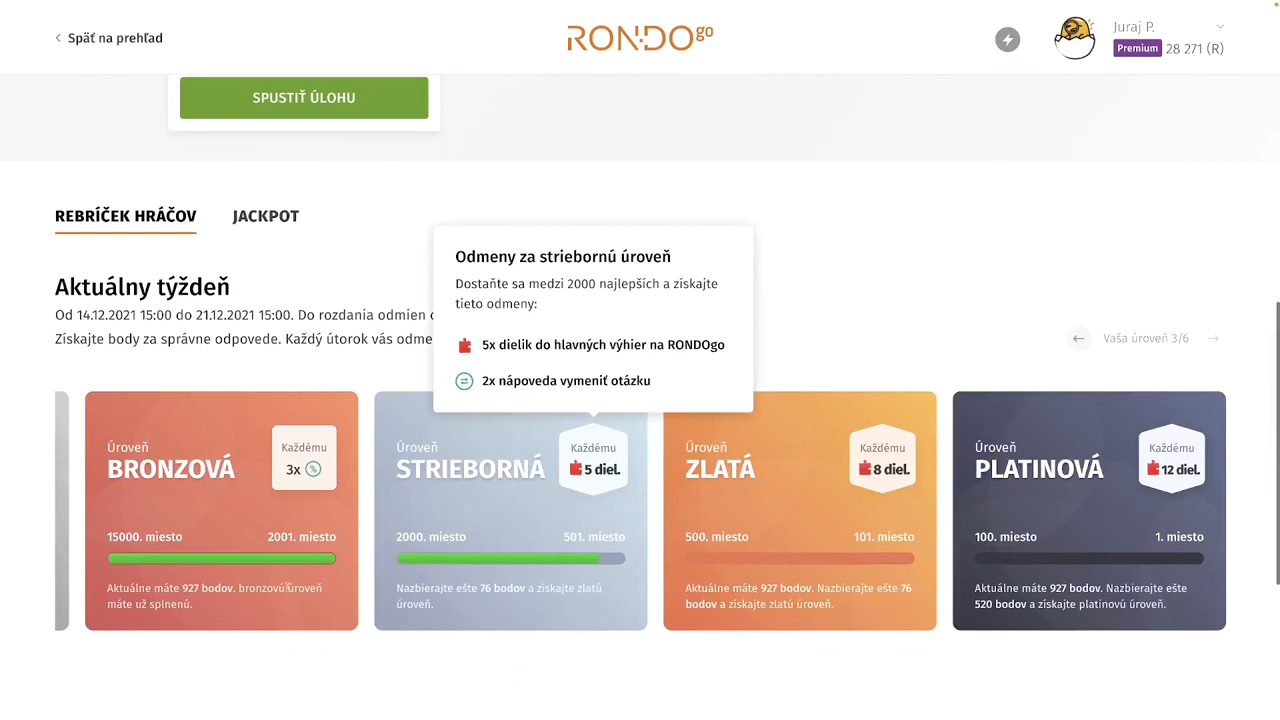 Späť na prehľad
RONDO go
Juraj P.
Premium 28 271 (R)
SPUSTIŤ ÚLOHU
REBRÍČEK HRÁČOV
JACKPOT
Aktuálny týždeň
Od 14.12.2021 15:00 do 21.12.2021 15:00. Do rozdania odmien
Získajte body za správne odpovede. Každý útorok vás odme
Odmeny za striebornú úroveň
Dostaňte sa medzi 2000 najlepších a získajte
tieto odmeny:
5x dielik do hlavných výhier na RONDOgo
2x nápoveda vymeniť otázku
Vaša úroveň 3/6
Úroveň
BRONZOVÁ
Každému
3x
15000. miesto
2001. miesto
Aktuálne máte 927 bodov. bronzovú úroveň
máte už splnenú.
Úroveň
STRIEBORNÁ
Každému
5 diel.
2000. miesto
501. miesto
Nazbierajte ešte 76 bodov a získajte zlatú
úroveň.
Úroveň
ZLATÁ
Každému
8 diel.
500. miesto
101. miesto
Aktuálne máte 927 bodov. Nazbierajte ešte 76
bodov a získajte zlatú úroveň.
Úroveň
PLATINOVÁ
Každému
12 diel.
100. miesto
1. miesto
Aktuálne máte 927 bodov. Nazbierajte ešte
520 bodov a získajte platinovú úroveň.